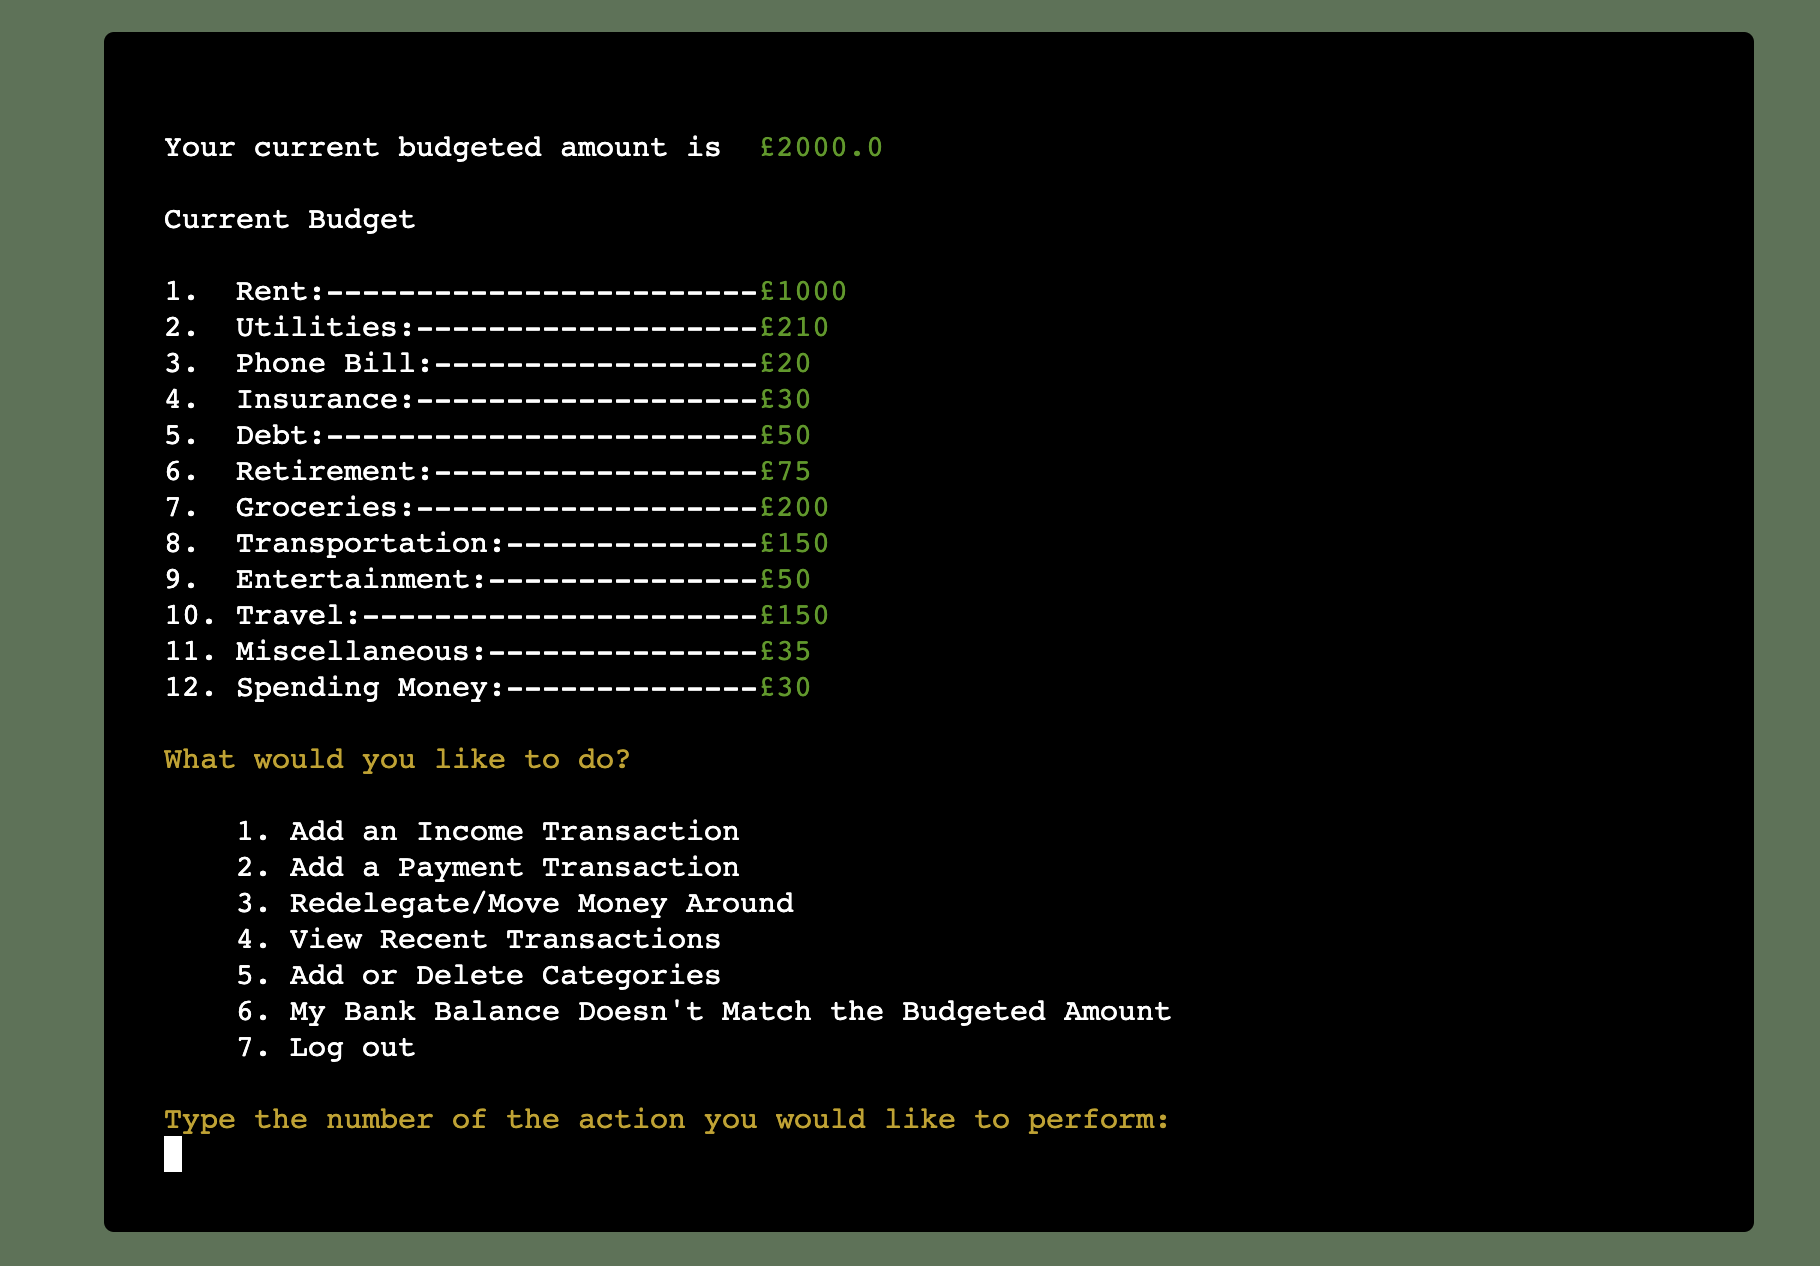 Your current budgeted amount is  £2000.0
Current Budget
1.  Rent:------------------------£1000
2.  Utilities:-------------------£210
3.  Phone Bill:------------------£20
4.  Insurance:-------------------£30
5.  Debt:------------------------£50
6.  Retirement:------------------£75
7.  Groceries:-------------------£200
8.  Transportation:--------------£150
9.  Entertainment:---------------£50
10. Travel:----------------------£150
11. Miscellaneous:---------------£35
12. Spending Money:--------------£30
What would you like to do?
1. Add an Income Transaction
2. Add a Payment Transaction
3. Redelegate/Move Money Around
4. View Recent Transactions
5. Add or Delete Categories
6. My Bank Balance Doesn't Match the Budgeted Amount
7. Log out
Type the number of the action you would like to perform: